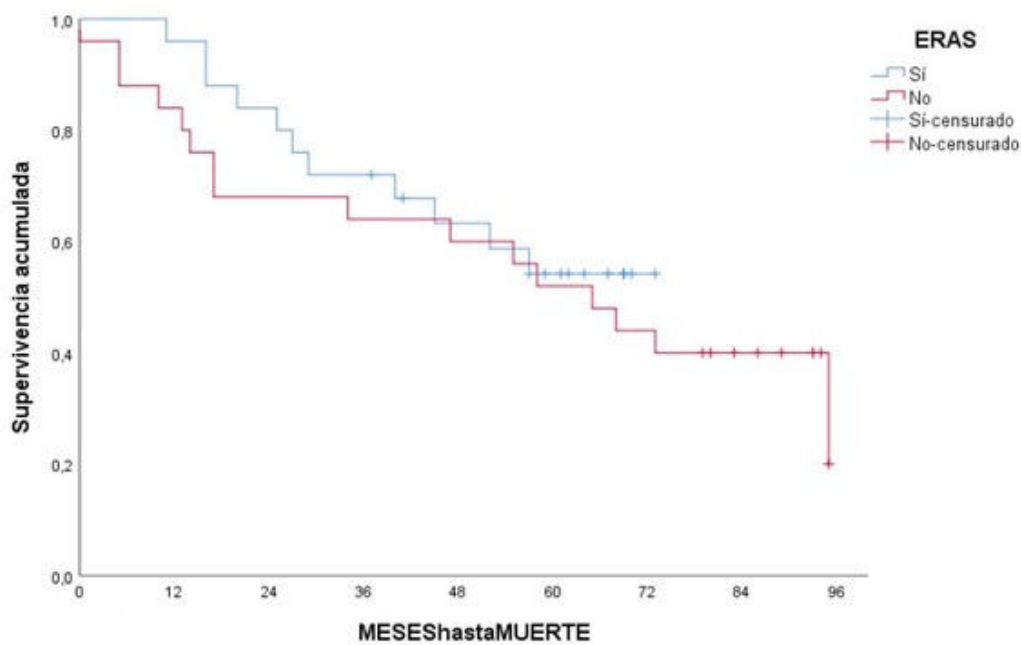 ERAS
Sí
No
Sí-censurado
No-censurado
Supervivencia acumulada
1,0
0,8
0,6
0,4
0,2
0,0
0 12 24 36 48 60 72 84 96
MESEShastaMUERTE